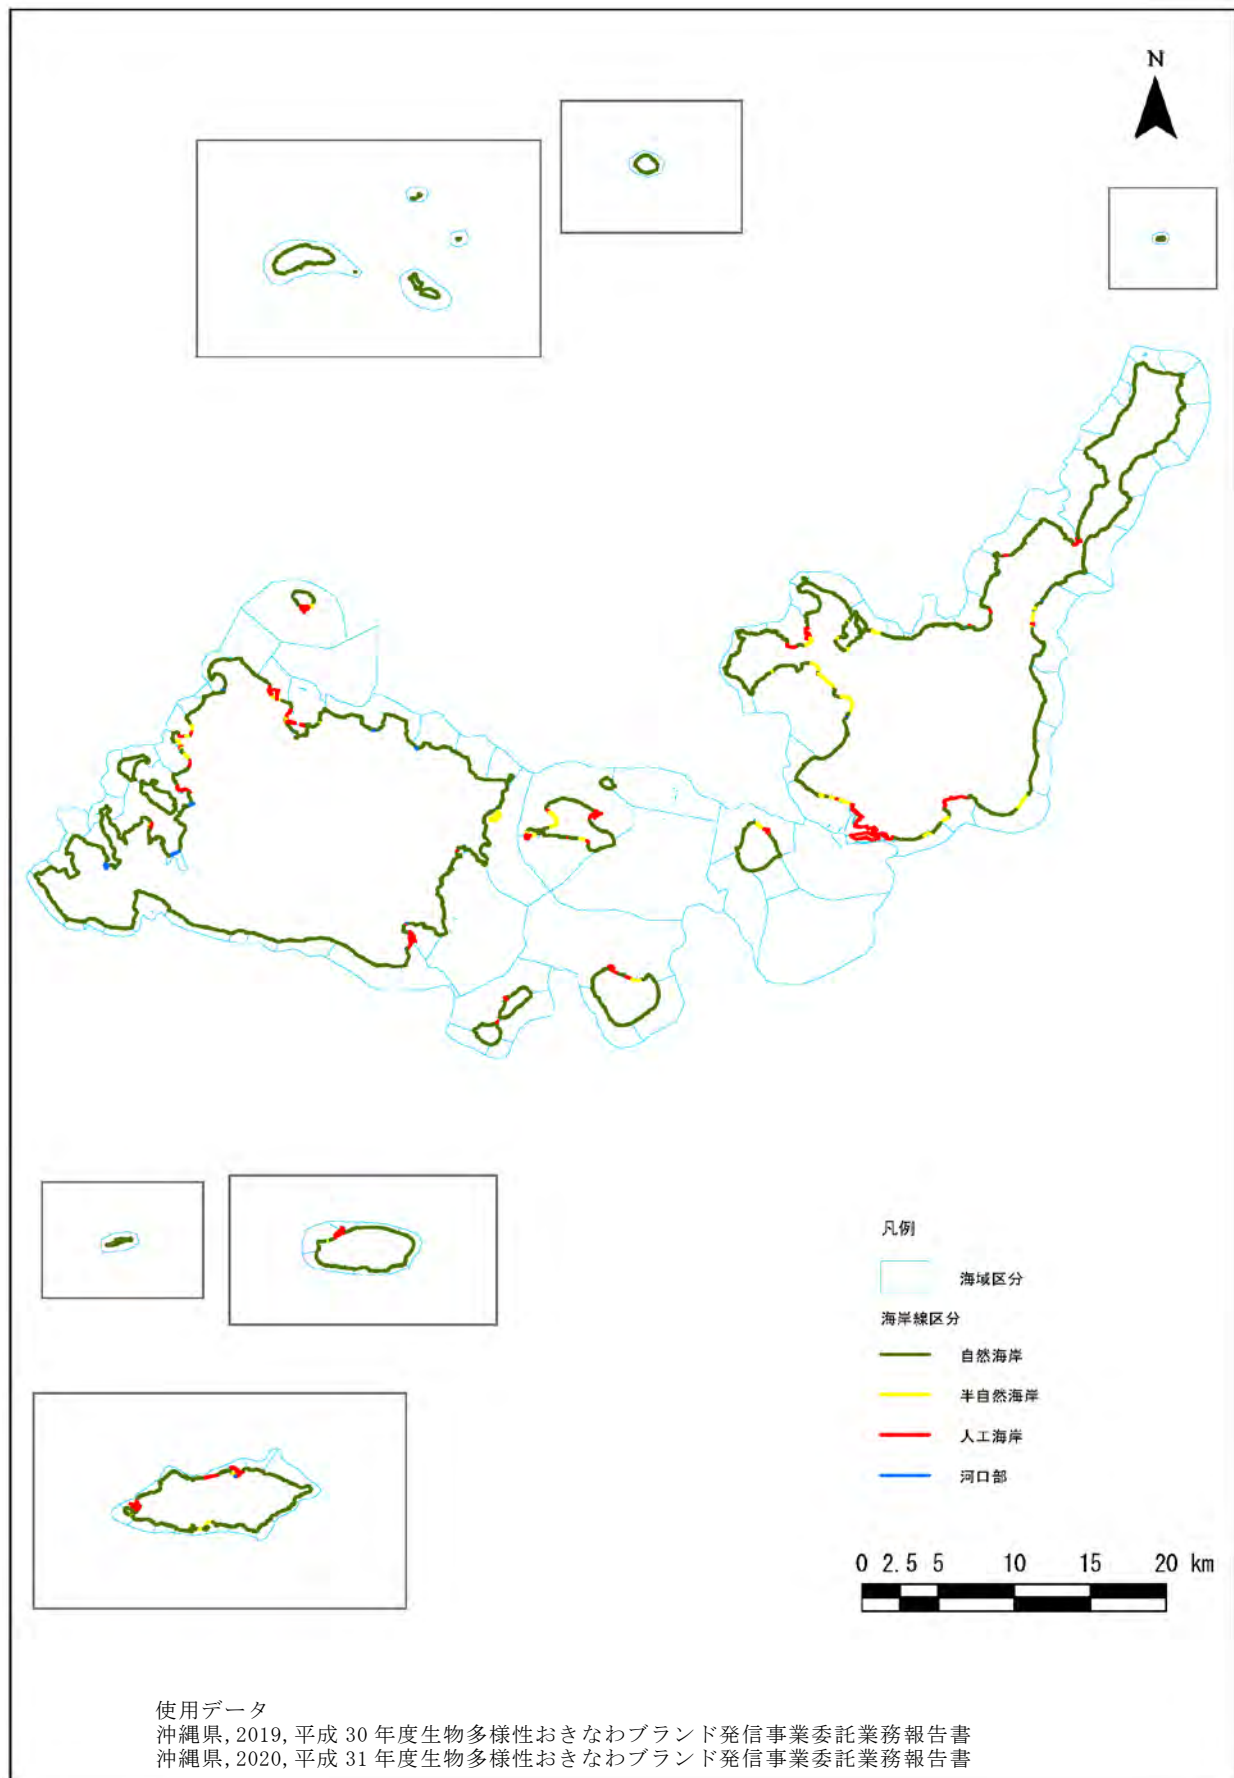 N
凡例
海域区分
海岸線区分
自然海岸
半自然海岸
人工海岸
河口部
0 2.5 5 10 15 20 km
使用データ
沖縄県,2019,平成 30 年度生物多様性おきなわブランド発信事業委託業務報告書
沖縄県,2020,平成 31 年度生物多様性おきなわブランド発信事業委託業務報告書